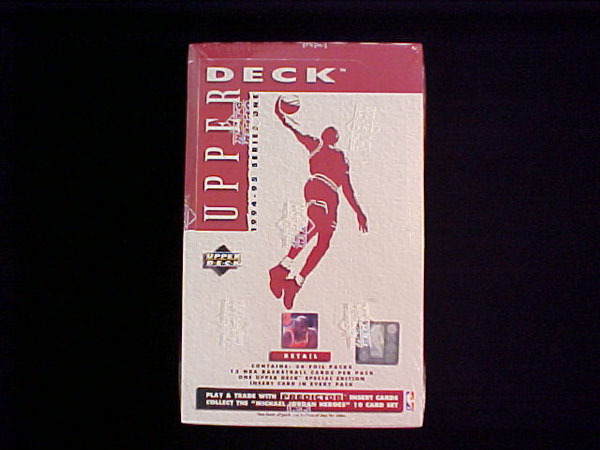 DECK™
UPPER
1994-95 SERIES ONE
UPPER
DECK
RETAIL
CONTAINS: 36 FOIL PACKS
12 NBA BASKETBALL CARDS PER PACK
ONE UPPER DECK SPECIAL EDITION
INSERT CARD IN EVERY PACK
PLAY & TRADE WITH PREDICTOR INSERT CARDS
COLLECT THE "MICHAEL JORDAN HEROES" 10 CARD SET